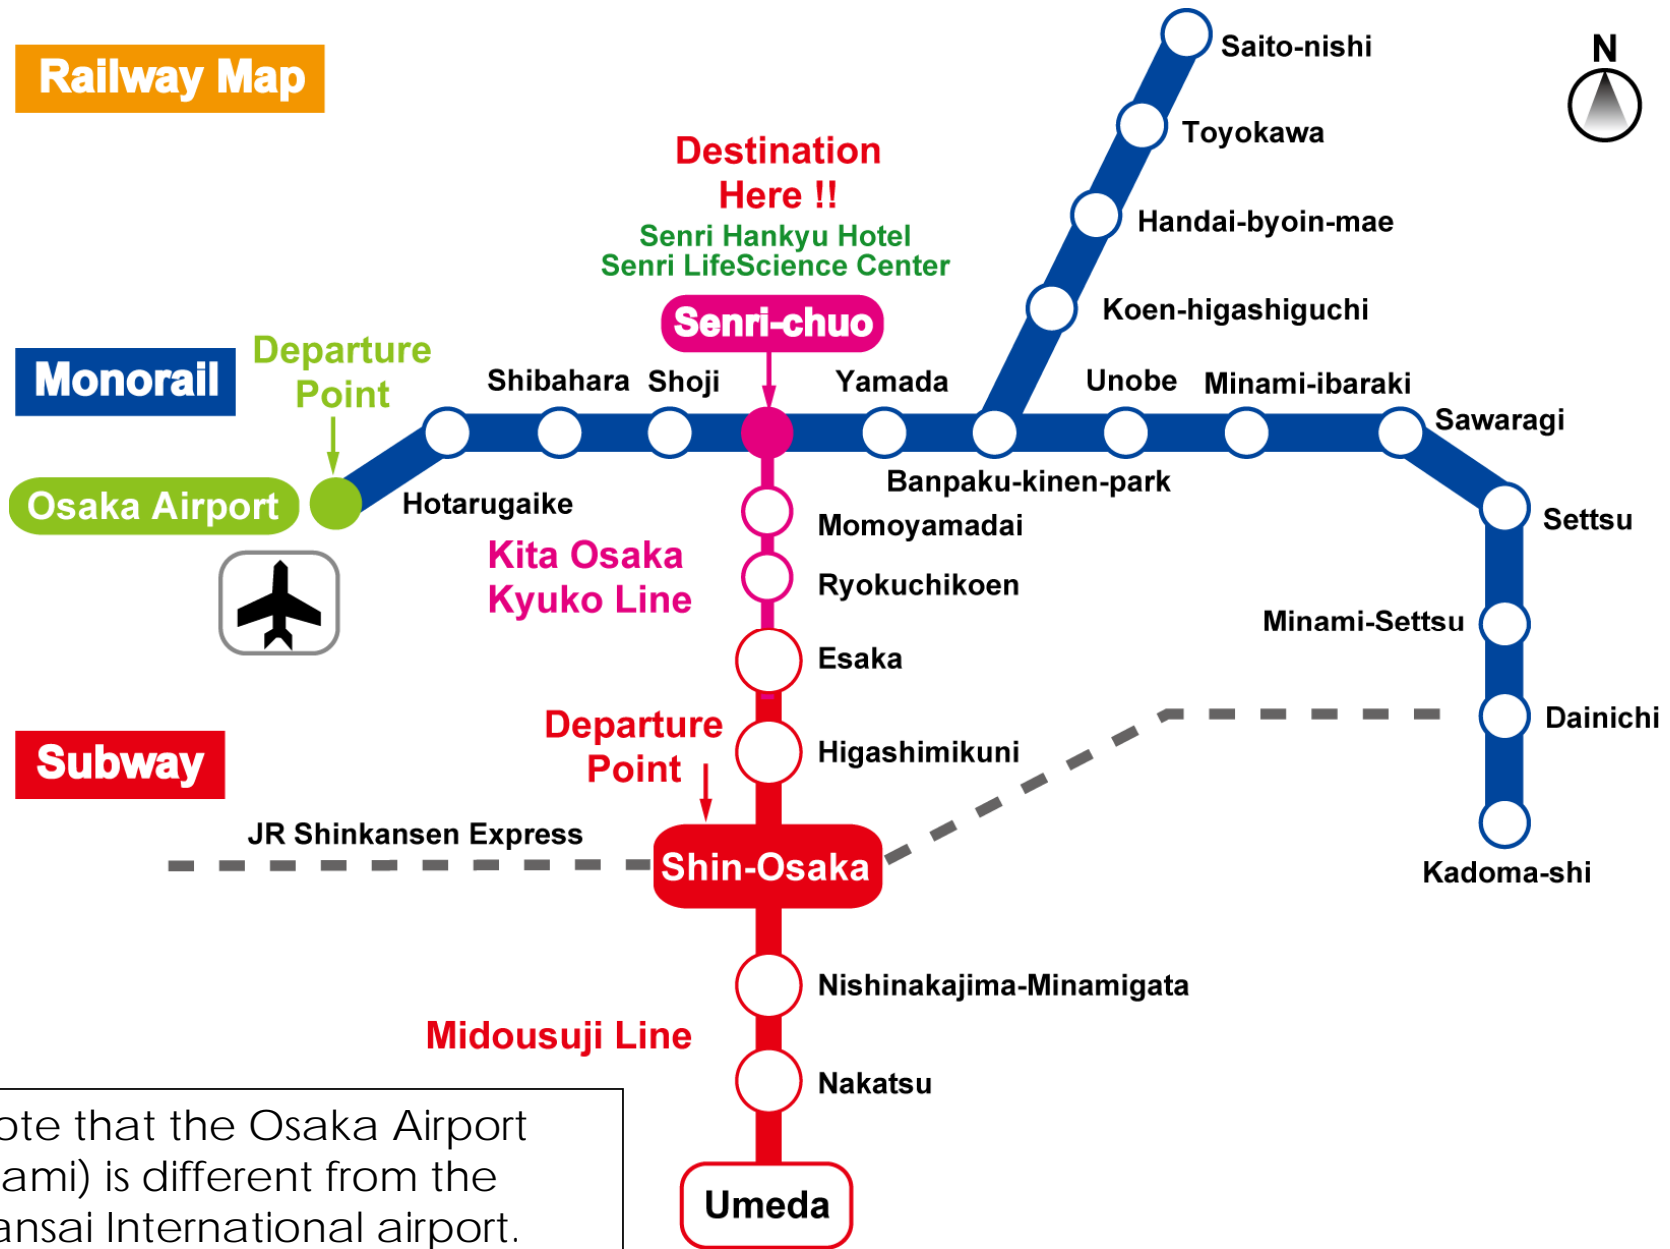 Railway Map
N
Saito-nishi
Toyokawa
Handai-byoin-mae
Koen-higashiguchi
Destination
Here !!
Senri Hankyu Hotel
Senri LifeScience Center
Senri-chuo
Monorail
Departure
Point
Osaka Airport
Hotarugaike
Shibahara
Shoji
Yamada
Banpaku-kinen-park
Unobe
Minami-ibaraki
Sawaragi
Settsu
Minami-Settsu
Dainichi
Kadoma-shi
Kita Osaka
Kyuko Line
Momoyamadai
Ryokuchikoen
Esaka
Departure
Point
Higashimikuni
Subway
JR Shinkansen Express
Shin-Osaka
Nishinakajima-Minamigata
Midousuji Line
Nakatsu
Umeda
that the Osaka Airport
is different from the
International airport.